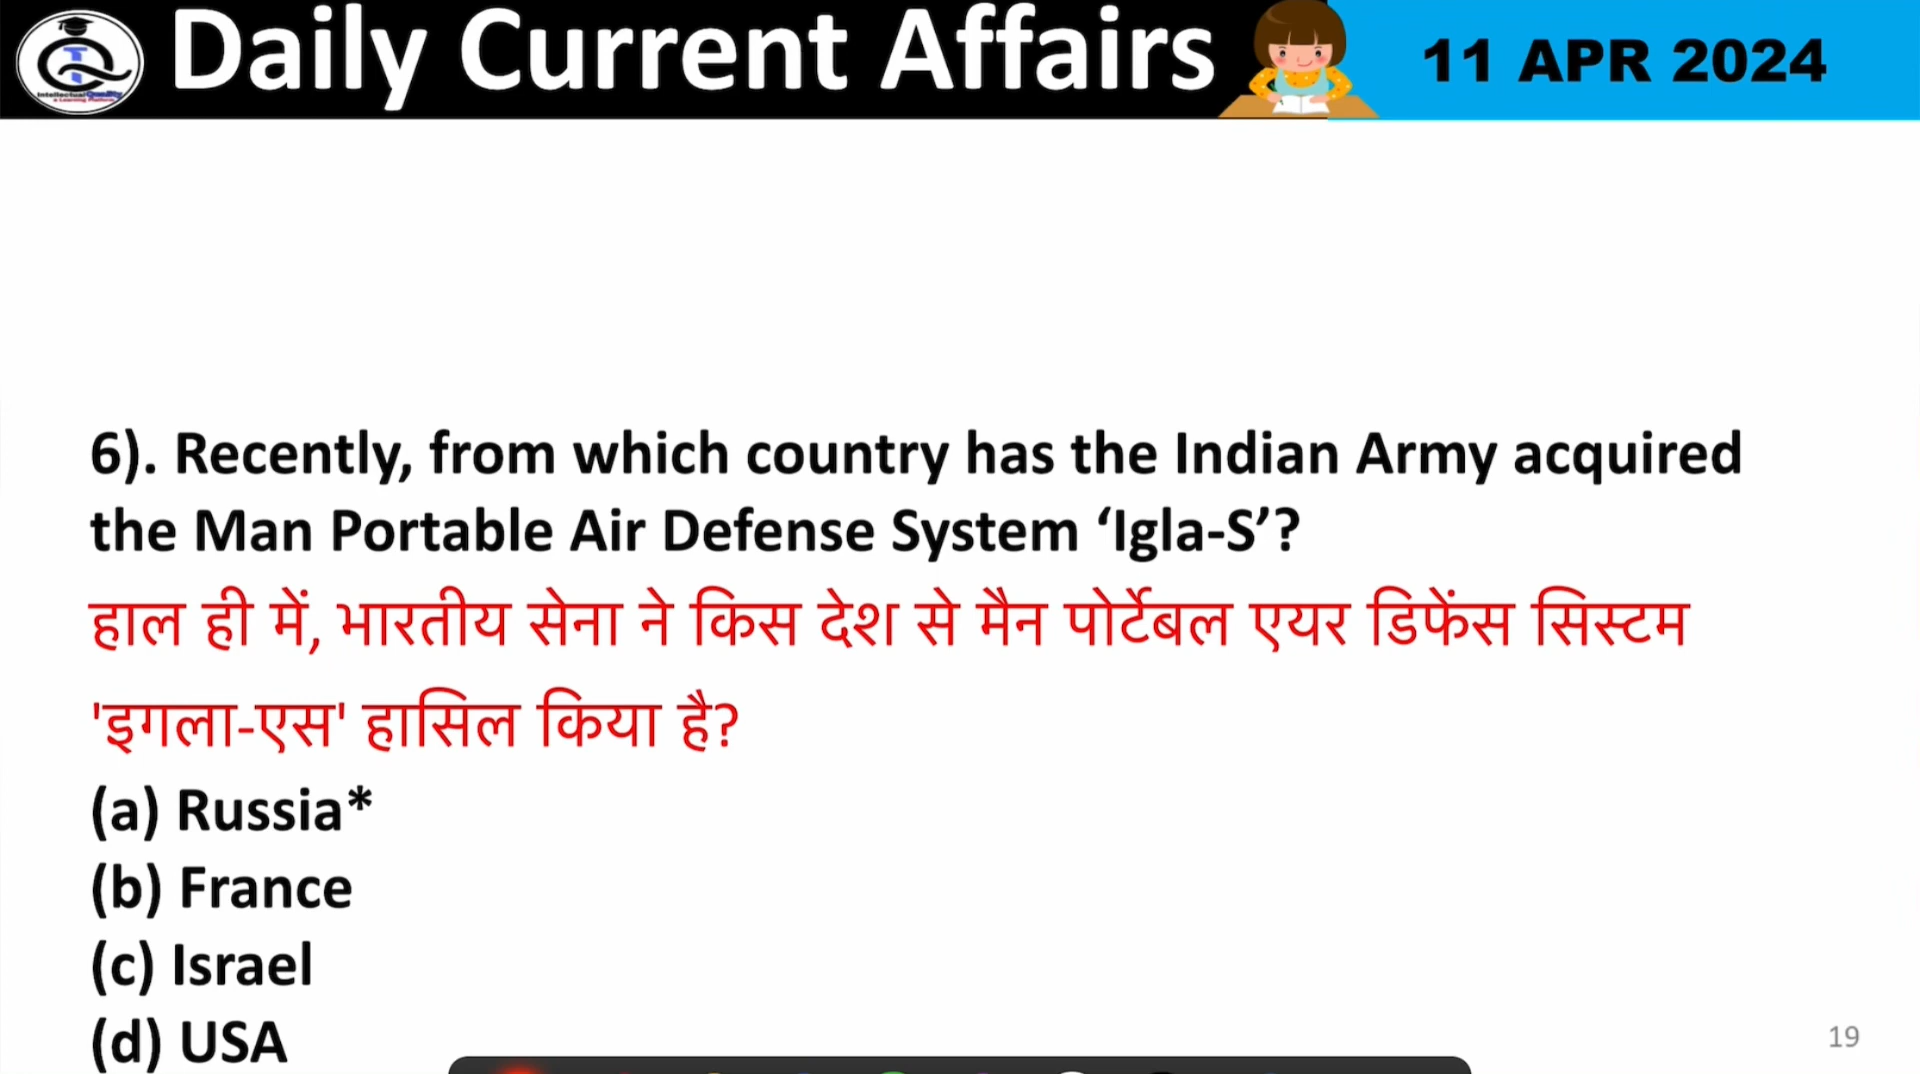 Daily Current Affairs
11 APR 2024
6). Recently, from which country has the Indian Army acquired
the Man Portable Air Defense System ‘Igla-S’?
हाल ही में, भारतीय सेना ने किस देश से मैन पोर्टेबल एयर डिफेंस सिस्टम
'इगला-एस' हासिल किया है?
(a) Russia*
(b) France
(c) Israel
(d) USA
19